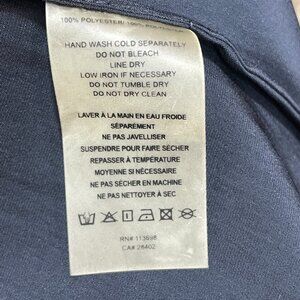 100% POLYESTER/ 100%
HAND WASH COLD SEPARATELY
DO NOT BLEACH
LINE DRY
LOW IRON IF NECESSARY
DO NOT TUMBLE DRY
DO NOT DRY CLEAN
LAVER À LA MAIN EN EAU FROIDE
SÉPARÉMENT
NE PAS JAVELLISER
SUSPENDRE POUR FAIRE SÉCHER
REPASSER À TEMPÉRATURE
MOYENNE SI NÉCESSAIRE
NE PAS SÉCHER EN MACHINE
NE PAS NETTOYER À SEC
RN# 113698
CA# 28402